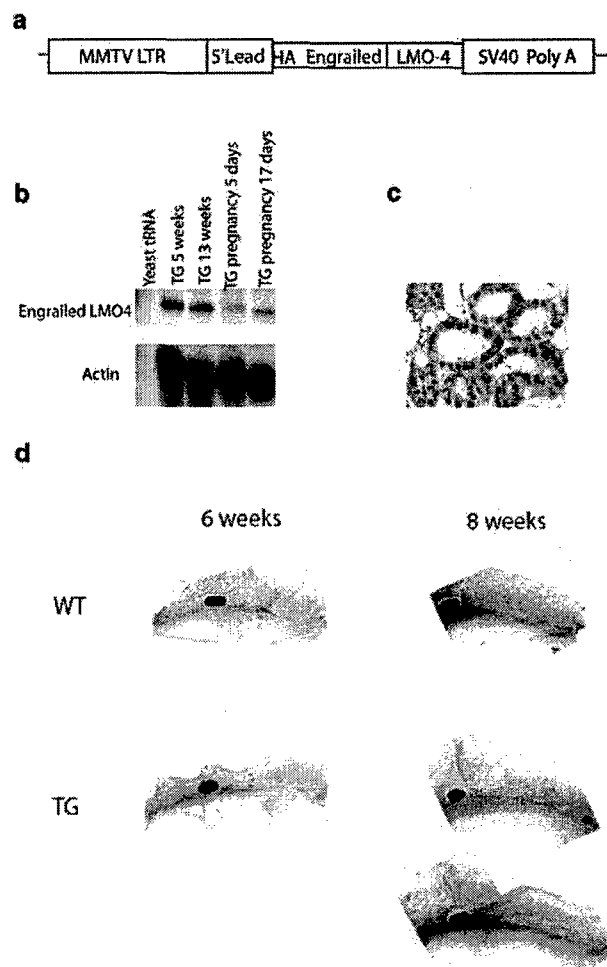 a
MMTV LTR 5'Lead HA Engrailed LMO-4 SV40 Poly A
b
Yeast tRNA
TG 5 weeks
TG 13 weeks
TG pregnancy 5 days
TG pregnancy 17 days
Engrailed LMO4
Actin
c
d
6 weeks 8 weeks
WT
TG